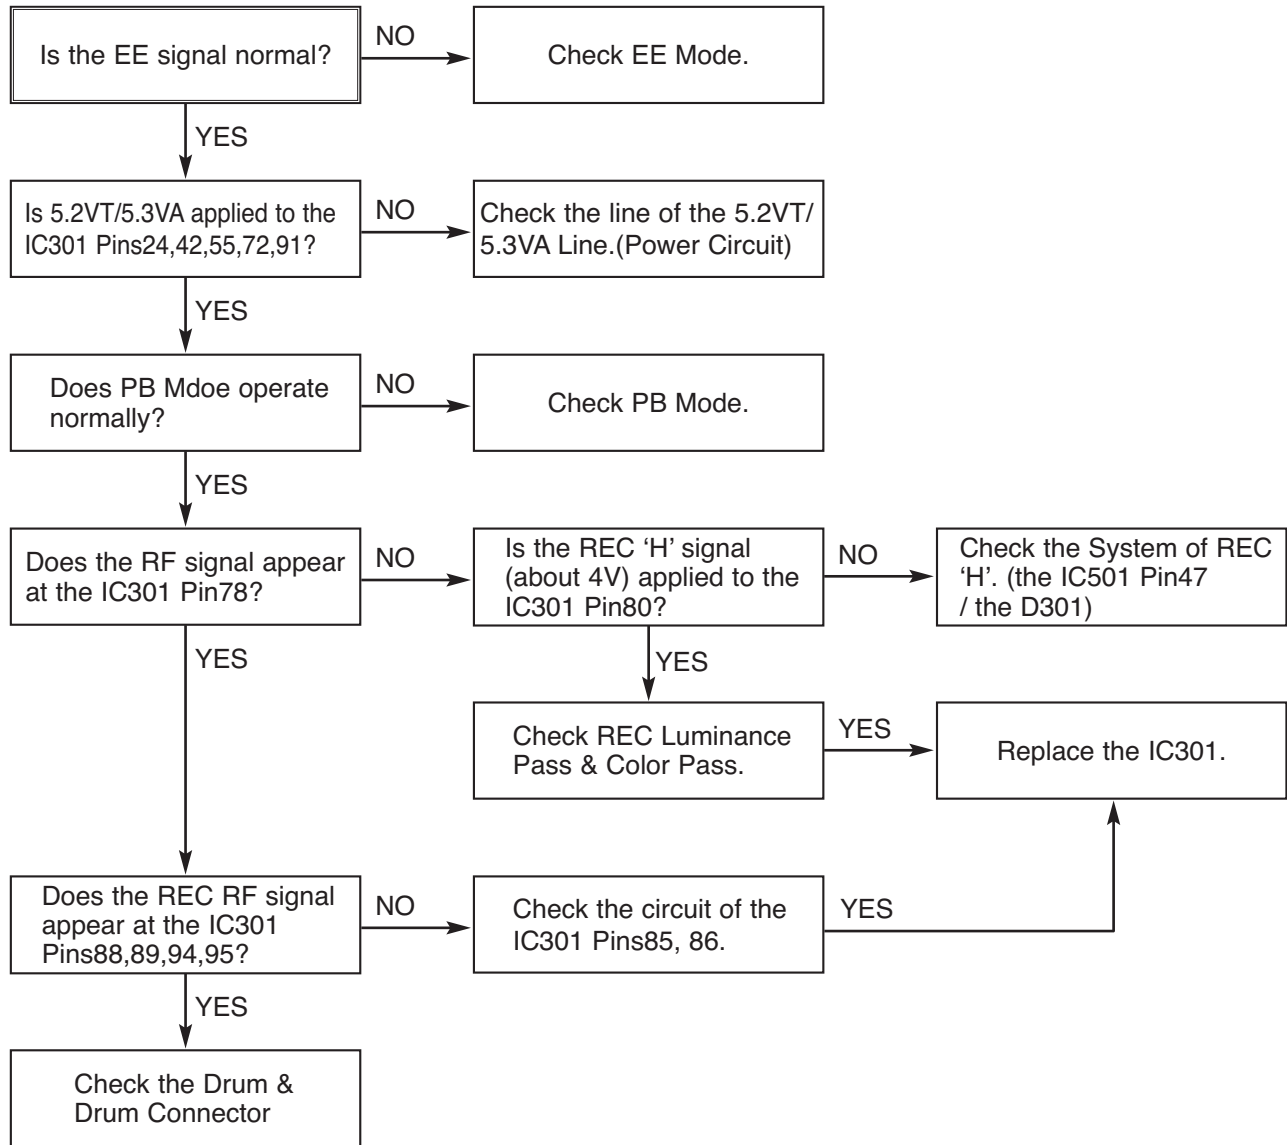 Is the EE signal normal?
NO
Check EE Mode.
YES
Is 5.2VT/5.3VA applied to the
IC301 Pins24,42,55,72,91?
NO
Check the line of the 5.2VT/
5.3VA Line.(Power Circuit)
YES
Does PB Mdoe operate
normally?
NO
Check PB Mode.
YES
Does the RF signal appear
at the IC301 Pin78?
NO
Is the REC ‘H’ signal
(about 4V) applied to the
IC301 Pin80?
NO
Check the System of REC
‘H’. (the IC501 Pin47
/ the D301)
YES
YES
Check REC Luminance
Pass & Color Pass.
YES
Replace the IC301.
Does the REC RF signal
appear at the IC301
Pins88,89,94,95?
NO
Check the circuit of the
IC301 Pins85, 86.
YES
YES
Check the Drum &
Drum Connector